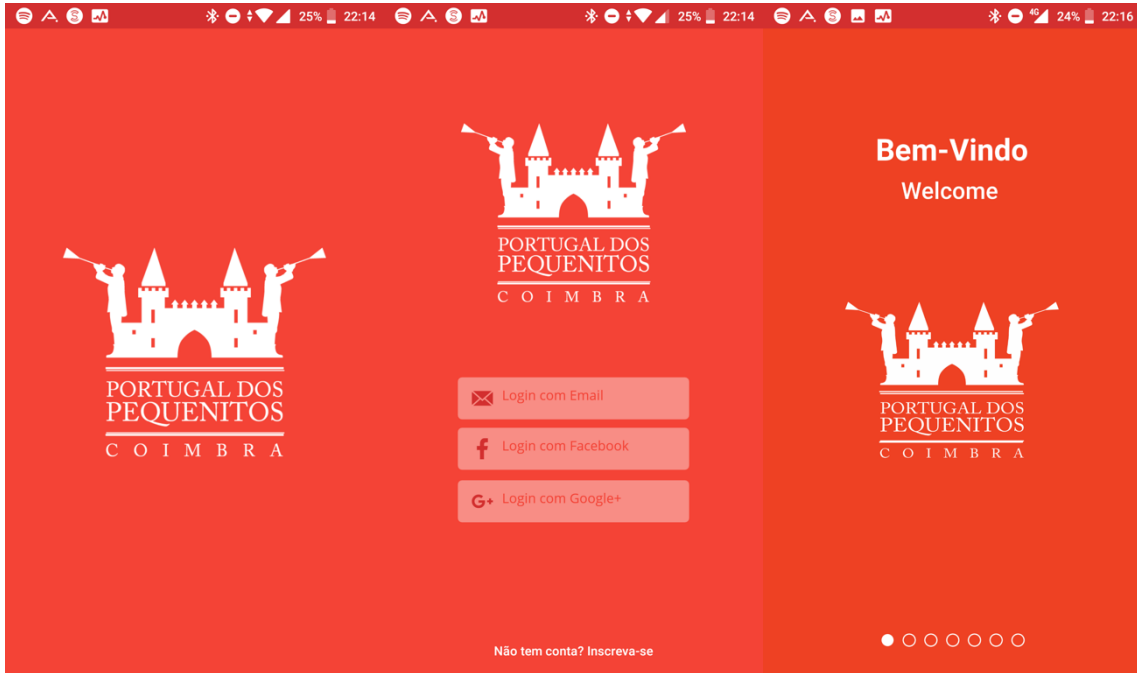 25% 22:14
PORTUGAL DOS
PEQUENITOS
COIMBRA
25% 22:14
PORTUGAL DOS
PEQUENITOS
COIMBRA
Login com Email
Login com Facebook
G+ Login com Google+
Não tem conta? Inscreva-se
4G 24% 22:16
Bem-Vindo
Welcome
PORTUGAL DOS
PEQUENITOS
COIMBRA